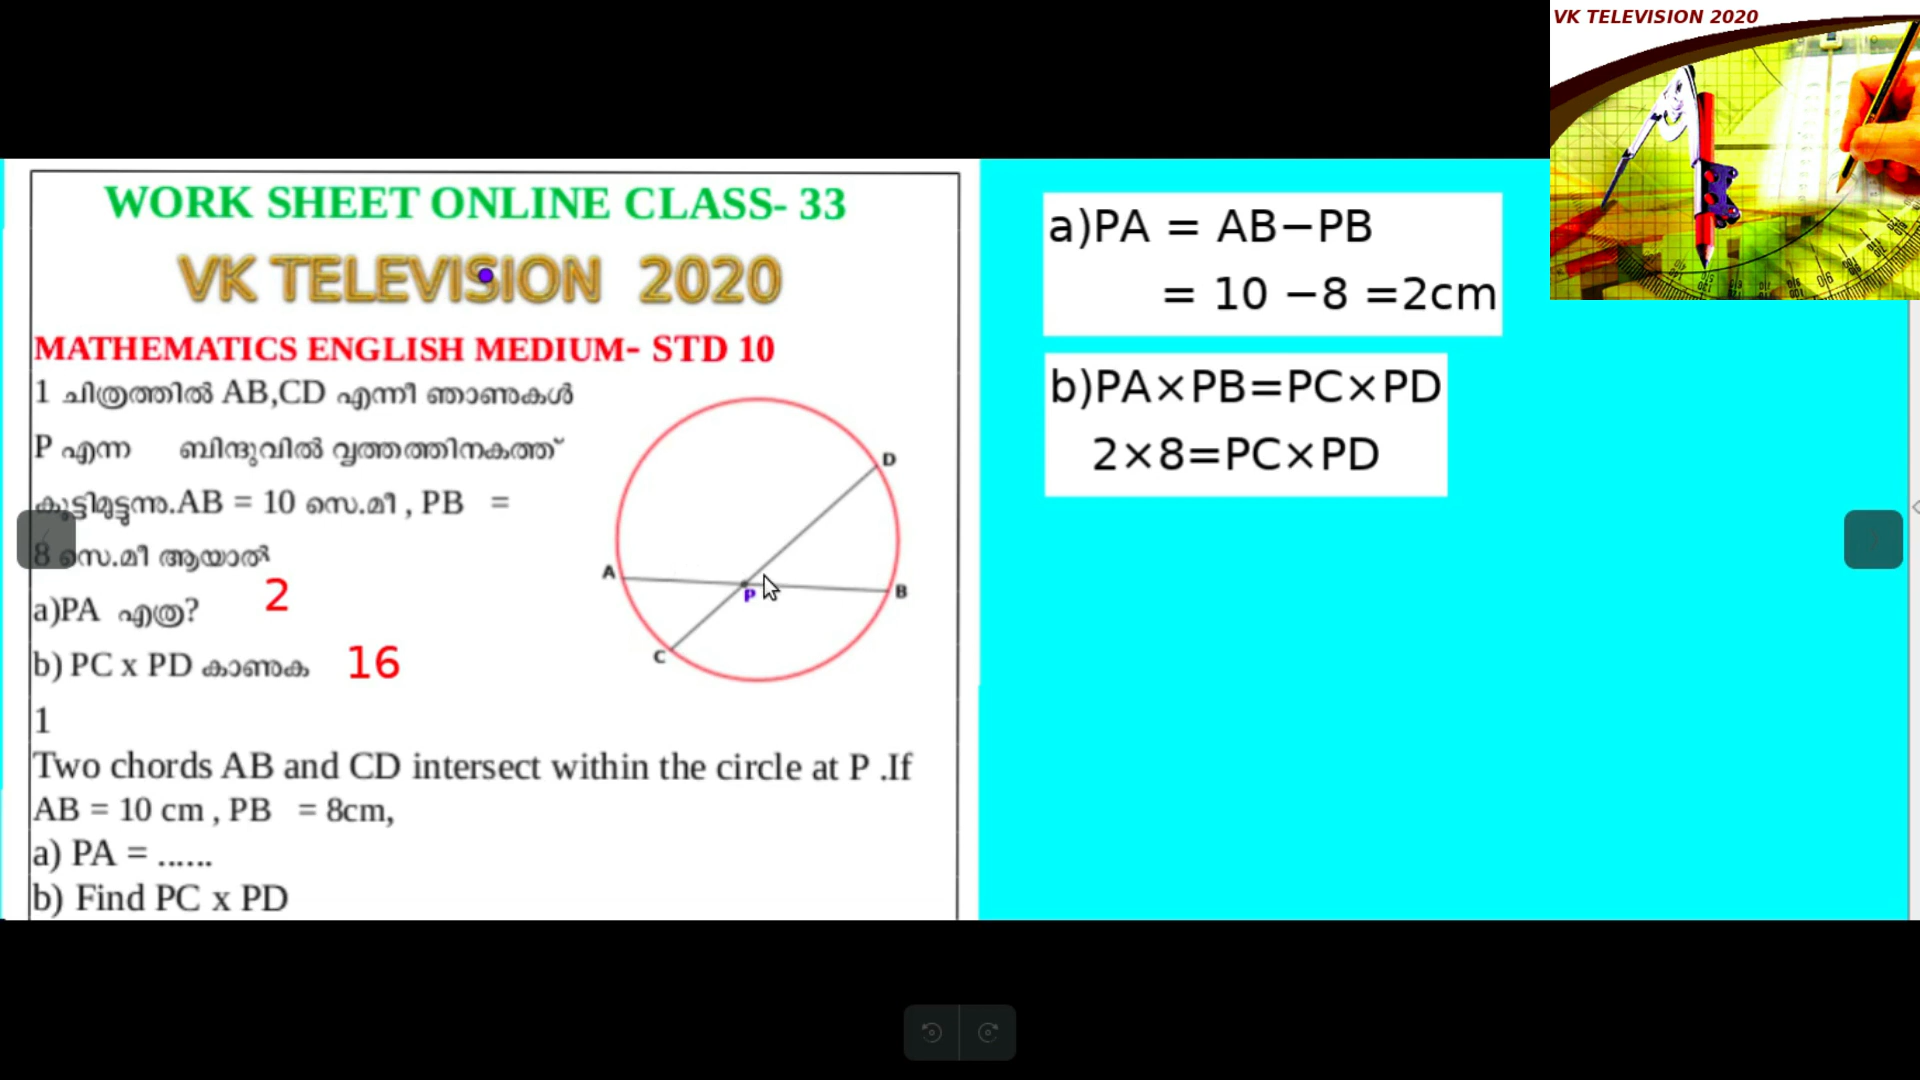 VK TELEVISION 2020
WORK SHEET ONLINE CLASS- 33
VK TELEVISION 2020
MATHEMATICS ENGLISH MEDIUM- STD 10
1 ചിത്രത്തിൽ AB,CD എന്നീ ഞാണുകൾ
P എന്ന ബിന്ദുവിൽ വൃത്തത്തിനകത്ത്
കൂട്ടിമുട്ടുന്നു.AB = 10 സെ.മീ , PB =
8 സെ.മീ ആയാൽ
a)PA എത്ര? 2
b) PC x PD കാണുക 16
D
A
P
B
C
1
Two chords AB and CD intersect within the circle at P .If
AB = 10 cm , PB = 8cm,
a) PA = ......
b) Find PC x PD
a)PA = AB−PB
= 10 −8 =2cm
b)PA×PB=PC×PD
2×8=PC×PD